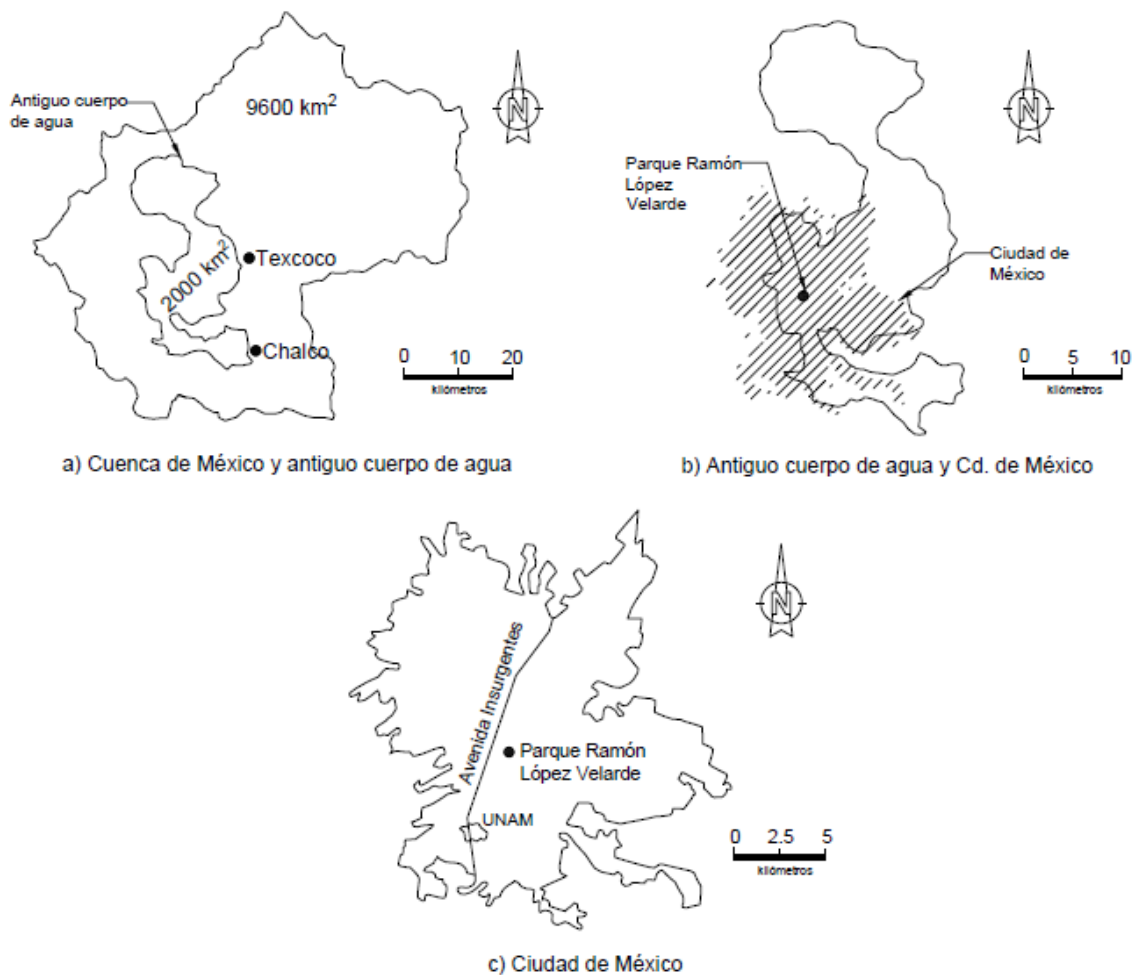 9600 km²
Antiguo cuerpo
de agua
N
2000 km²
Texcoco
Chalco
0 10 20
kilómetros
a) Cuenca de México y antiguo cuerpo de agua
N
Parque Ramón
López
Velarde
Ciudad de
México
0 5 10
kilómetros
b) Antiguo cuerpo de agua y Cd. de México
N
Avenida Insurgentes
Parque Ramón
López Velarde
UNAM
0 2.5 5
kilómetros
c) Ciudad de México